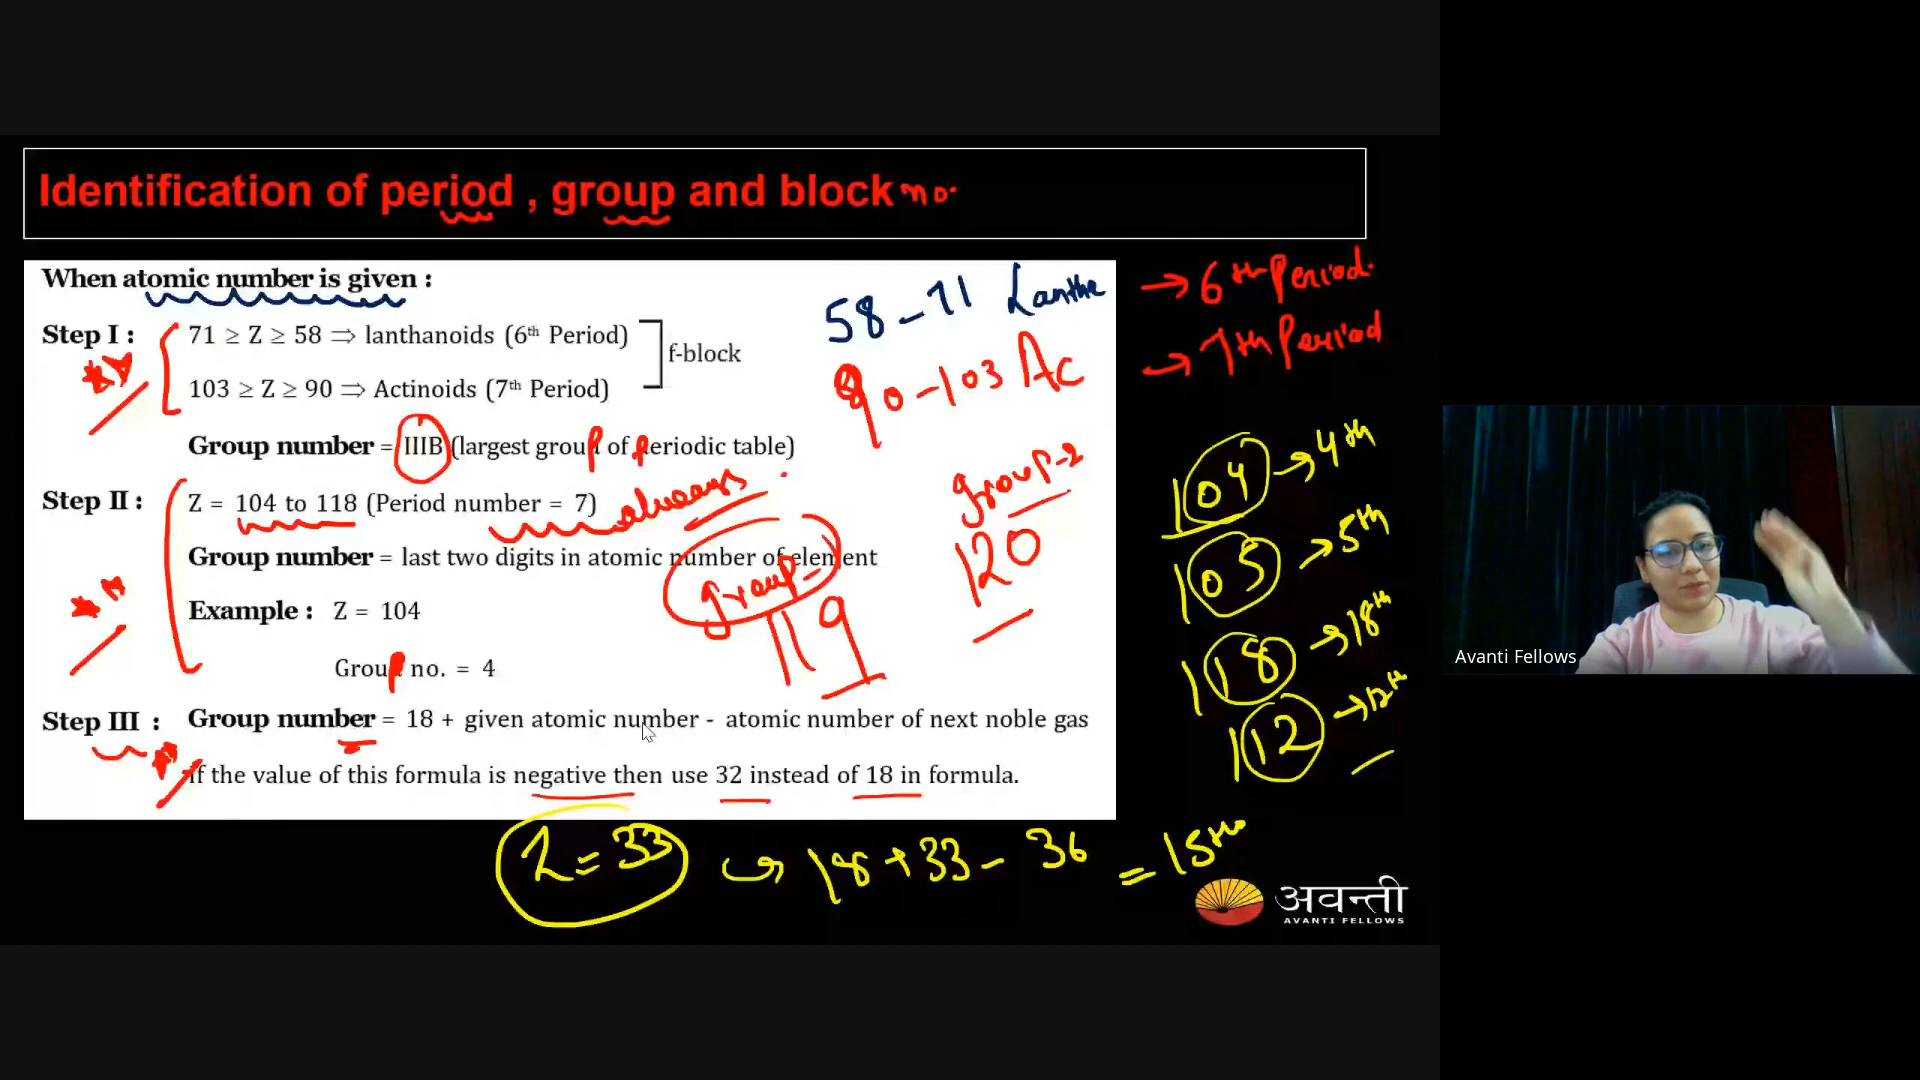 Identification of period , group and block no.
When atomic number is given :
Step I : 71 ≥ Z ≥ 58 ⇒ lanthanoids (6th Period)
103 ≥ Z ≥ 90 ⇒ Actinoids (7th Period)
f-block
Group number = IIIB (largest group of periodic table)
Step II : Z = 104 to 118 (Period number = 7) always
Group number = last two digits in atomic number of element
Example : Z = 104
Group no. = 4
Step III : Group number = 18 + given atomic number - atomic number of next noble gas
If the value of this formula is negative then use 32 instead of 18 in formula.
58 - 71 Lantha
90 - 103 Ac
→ 6th Period.
→ 7th Period
group-2
120
group-
119
104 → 4th
105 → 5th
118 → 18th
112 → 12th
Z = 33 → 18 + 33 - 36 = 15th
अवन्ती
AVANTI FELLOWS
Avanti Fellows